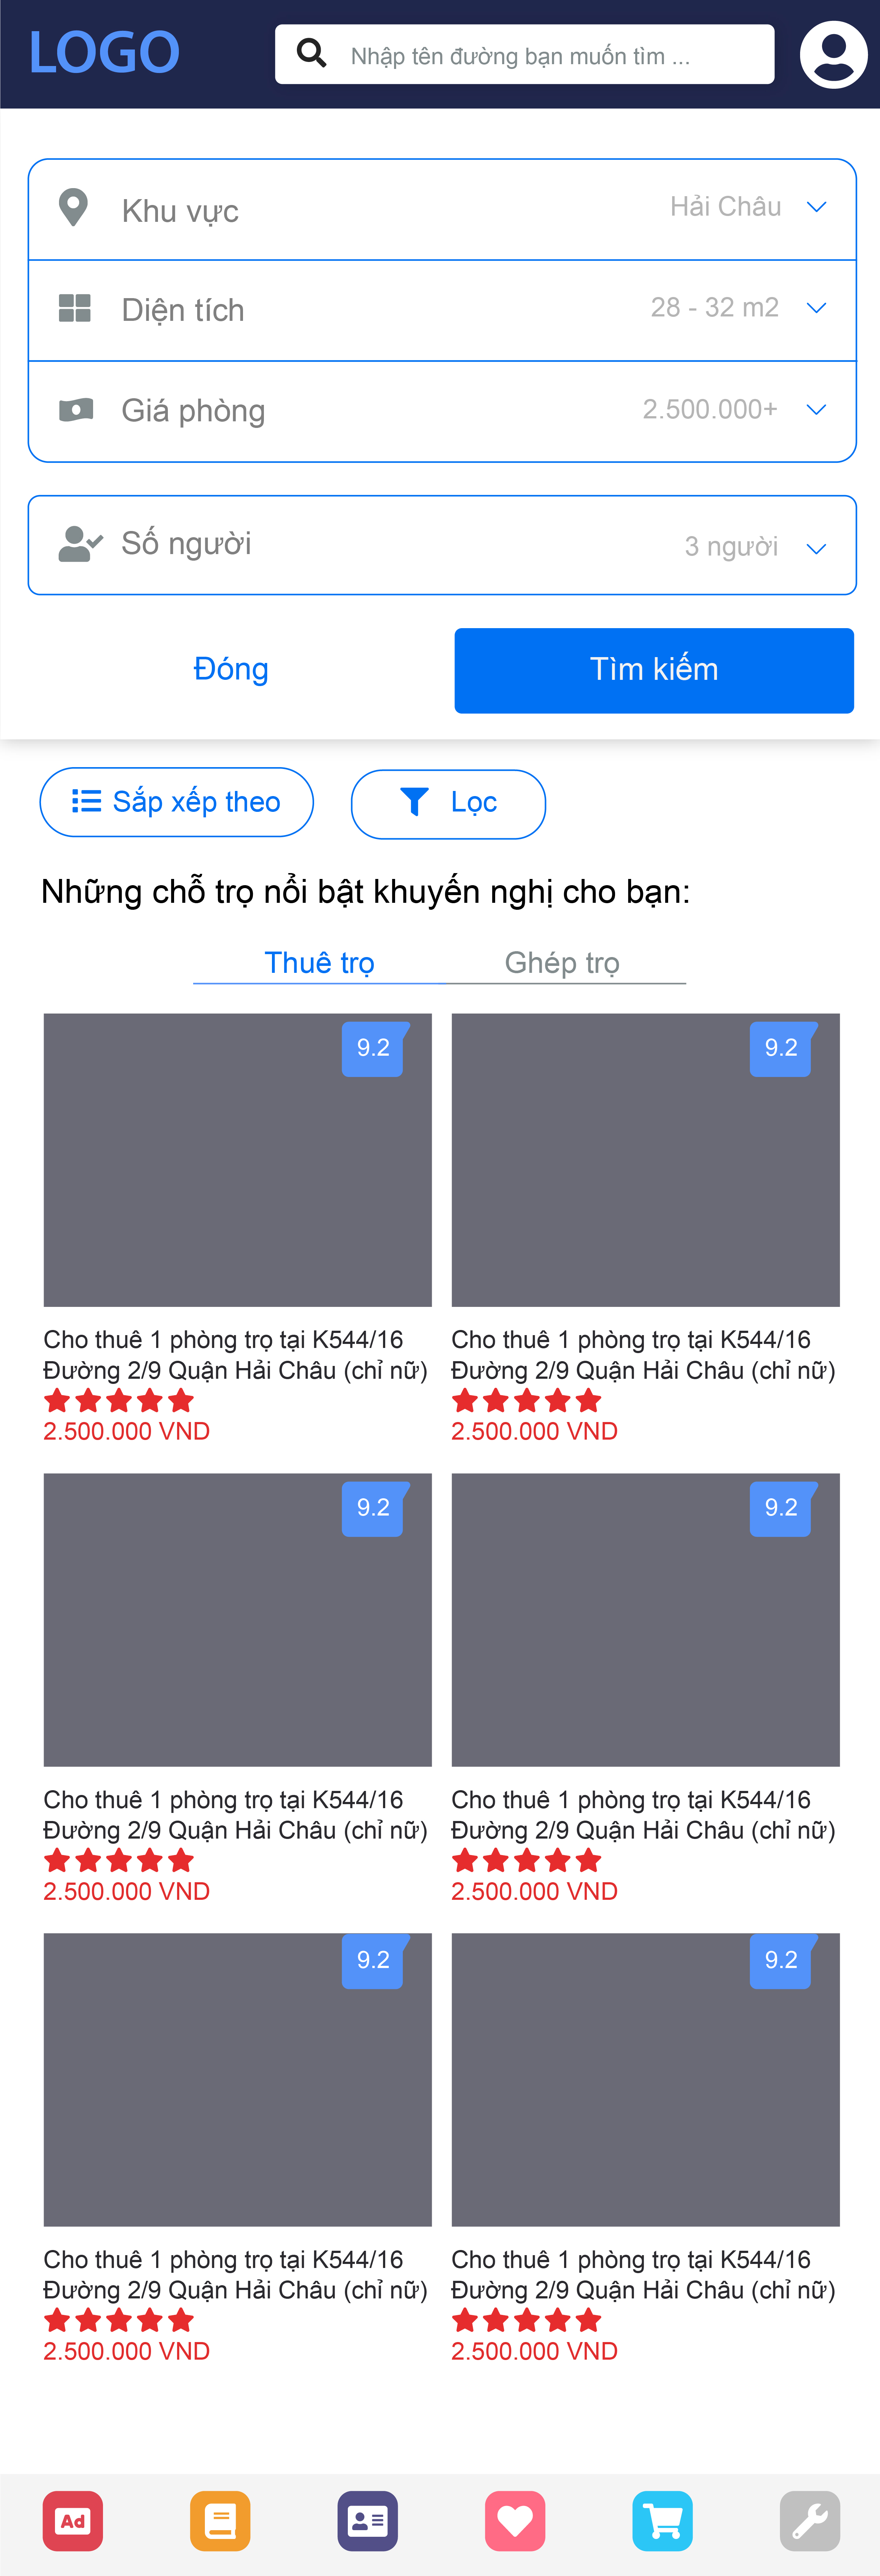 LOGO
Nhập tên đường bạn muốn tìm ...
Khu vực
Hải Châu
Diện tích
28 - 32 m2
Giá phòng
2.500.000+
Số người
3 người
Đóng
Tìm kiếm
Sắp xếp theo
Lọc
Những chỗ trọ nổi bật khuyến nghị cho bạn:
Thuê trọ
Ghép trọ
9.2
9.2
Cho thuê 1 phòng trọ tại K544/16
Đường 2/9 Quận Hải Châu (chỉ nữ)
2.500.000 VND
Cho thuê 1 phòng trọ tại K544/16
Đường 2/9 Quận Hải Châu (chỉ nữ)
2.500.000 VND
9.2
9.2
Cho thuê 1 phòng trọ tại K544/16
Đường 2/9 Quận Hải Châu (chỉ nữ)
2.500.000 VND
Cho thuê 1 phòng trọ tại K544/16
Đường 2/9 Quận Hải Châu (chỉ nữ)
2.500.000 VND
9.2
9.2
Cho thuê 1 phòng trọ tại K544/16
Đường 2/9 Quận Hải Châu (chỉ nữ)
2.500.000 VND
Cho thuê 1 phòng trọ tại K544/16
Đường 2/9 Quận Hải Châu (chỉ nữ)
2.500.000 VND
Ad